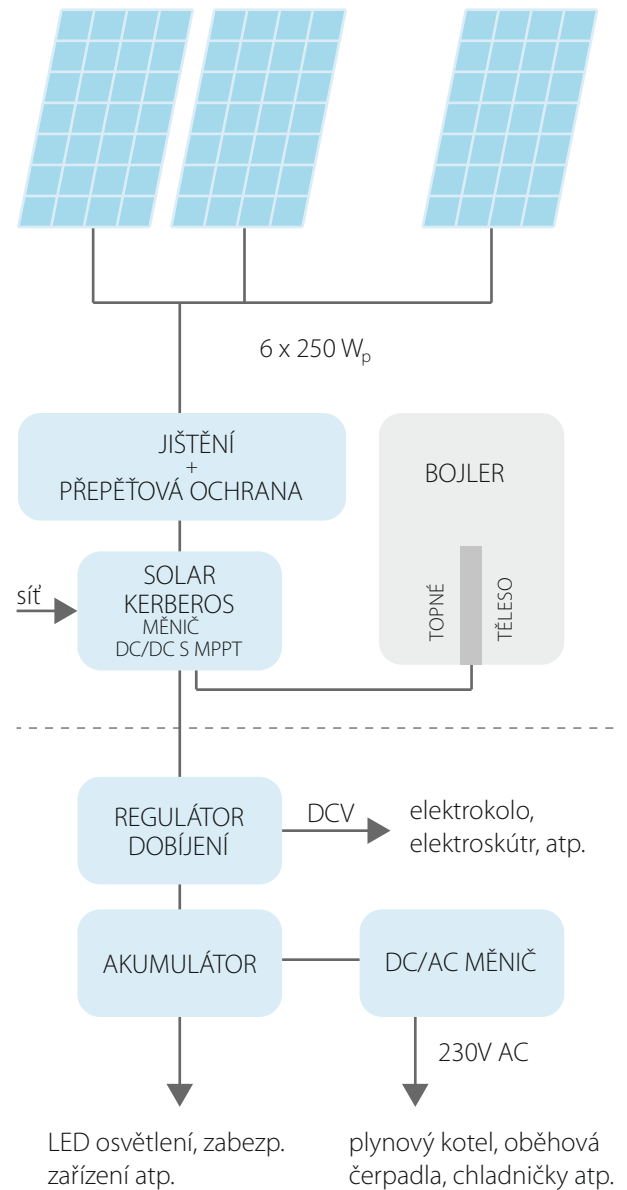 6 x 250 Wp
JIŠTĚNÍ
+
PŘEPĚŤOVÁ OCHRANA
BOJLER
TOPNÉ
TĚLESO
síť
SOLAR
KERBEROS
MĚNIČ
DC/DC S MPPT
REGULÁTOR
DOBÍJENÍ
DCV
elektrokolo,
elektroskútr, atp.
AKUMULÁTOR
DC/AC MĚNIČ
230V AC
LED osvětlení, zabezp.
zařízení atp.
plynový kotel, oběhová
čerpadla, chladničky atp.